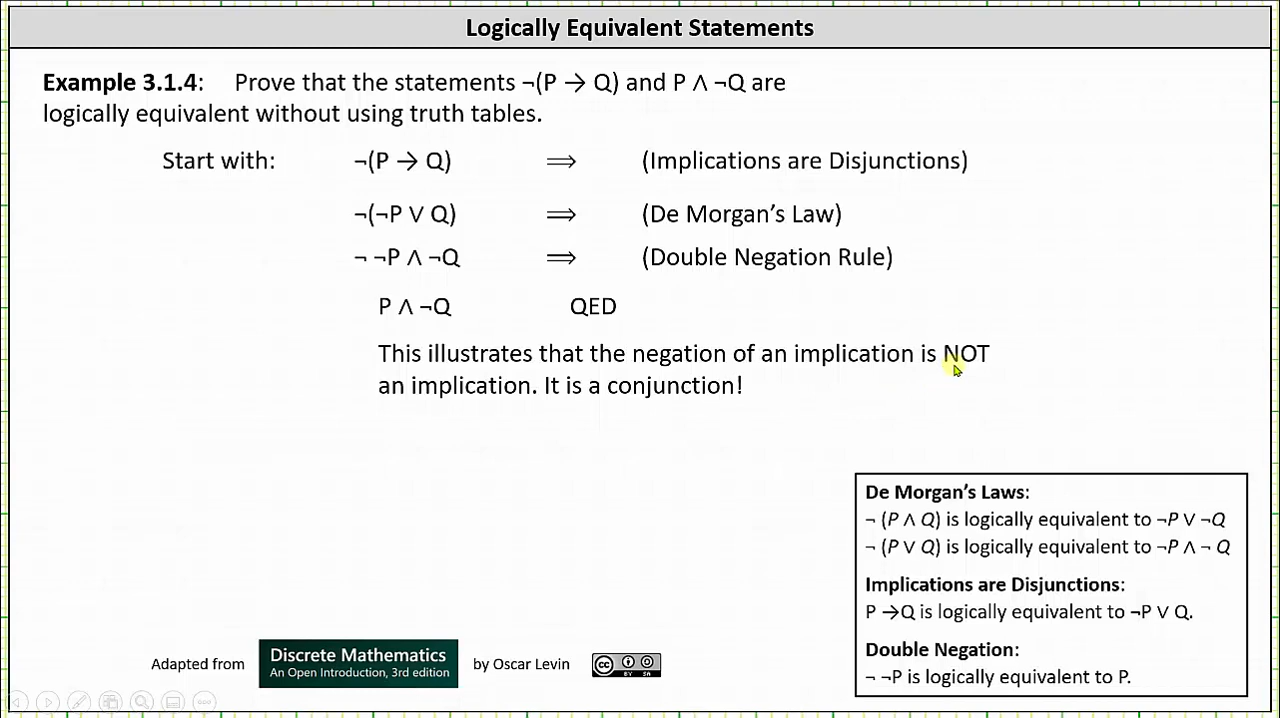 Logically Equivalent Statements
Example 3.1.4: Prove that the statements ¬(P → Q) and P ∧ ¬Q are
logically equivalent without using truth tables.
Start with: ¬(P → Q) ⟹ (Implications are Disjunctions)
¬(¬P ∨ Q) ⟹ (De Morgan’s Law)
¬ ¬P ∧ ¬Q ⟹ (Double Negation Rule)
P ∧ ¬Q QED
This illustrates that the negation of an implication is NOT
an implication. It is a conjunction!
De Morgan’s Laws:
¬ (P ∧ Q) is logically equivalent to ¬P ∨ ¬Q
¬ (P ∨ Q) is logically equivalent to ¬P ∧ ¬ Q
Implications are Disjunctions:
P →Q is logically equivalent to ¬P ∨ Q.
Double Negation:
¬ ¬P is logically equivalent to P.
Adapted from
Discrete Mathematics
An Open Introduction, 3rd edition
by Oscar Levin
cc BY SA